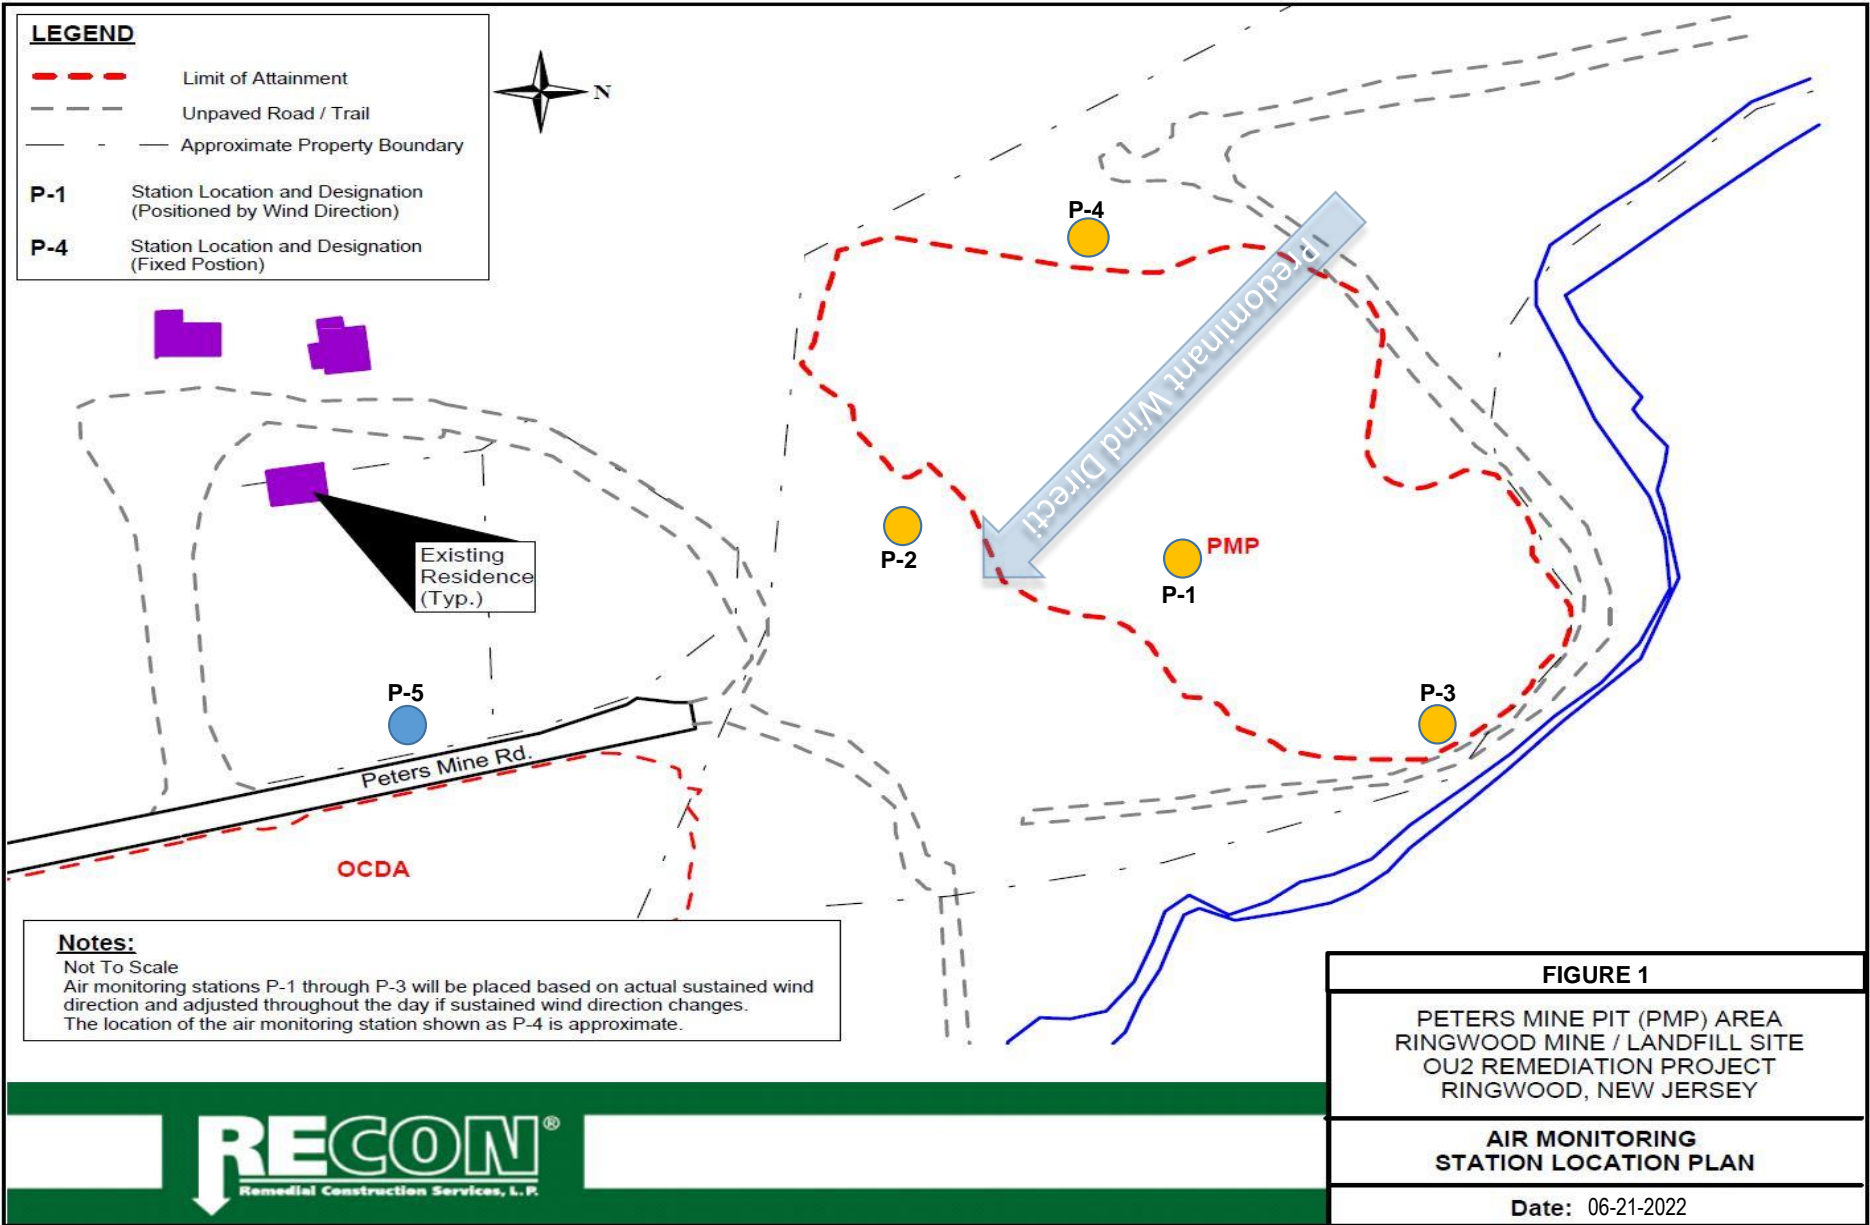 LEGEND
Limit of Attainment
Unpaved Road / Trail
Approximate Property Boundary
P-1 Station Location and Designation
(Positioned by Wind Direction)
P-4 Station Location and Designation
(Fixed Postion)
N
P-4
Predominant Wind Directi
P-2
PMP
P-1
P-3
Existing
Residence
(Typ.)
P-5
Peters Mine Rd.
OCDA
Notes:
Not To Scale
Air monitoring stations P-1 through P-3 will be placed based on actual sustained wind
direction and adjusted throughout the day if sustained wind direction changes.
The location of the air monitoring station shown as P-4 is approximate.
RECON®
Remedial Construction Services, L.P.
FIGURE 1
PETERS MINE PIT (PMP) AREA
RINGWOOD MINE / LANDFILL SITE
OU2 REMEDIATION PROJECT
RINGWOOD, NEW JERSEY
AIR MONITORING
STATION LOCATION PLAN
Date: 06-21-2022